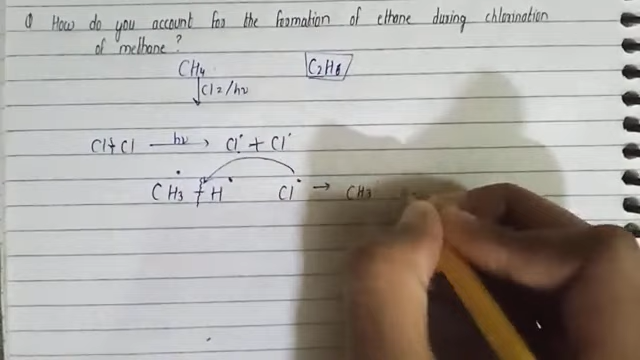 Q How do you account for the formation of ethane during chlorination
of methane ?
CH4 C2H6
Cl2/hν
Cl+Cl hν → Cl• + Cl•
•CH3 + H• Cl• → CH3